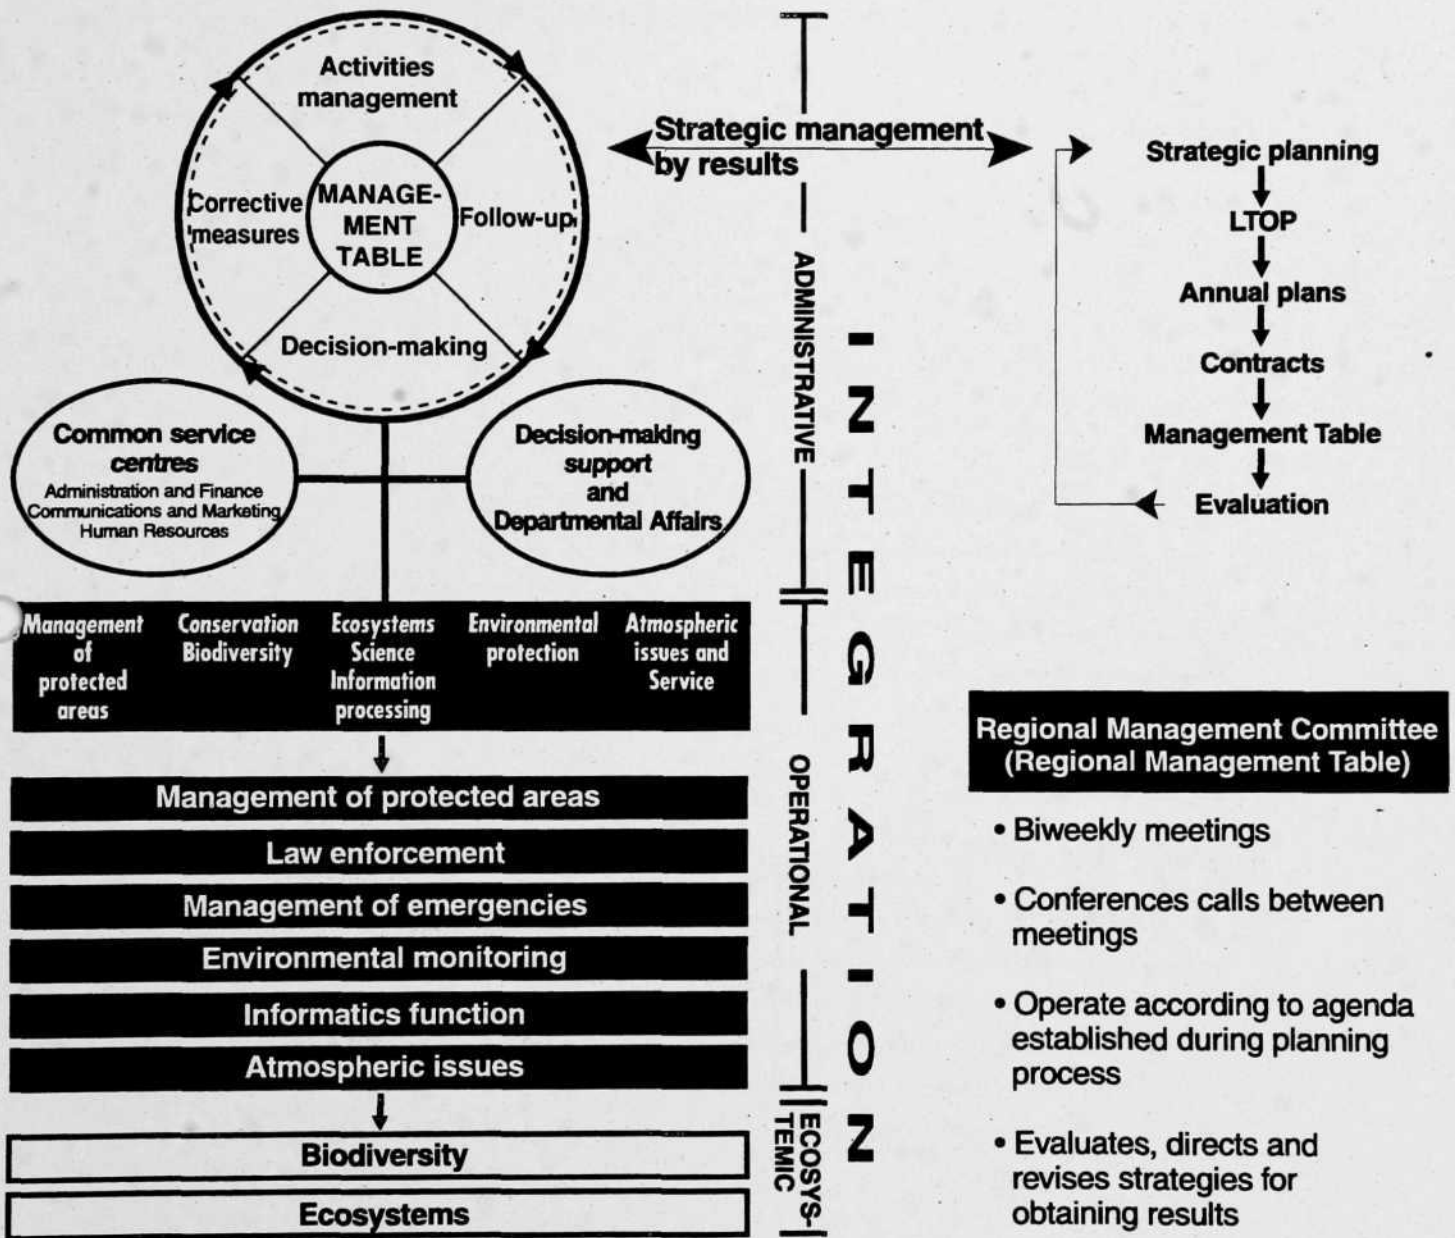 Activities
management
Corrective
measures
MANAGE-
MENT
TABLE
Follow-up
Decision-making
Common service
centres
Administration and Finance
Communications and Marketing
Human Resources
Decision-making
support
and
Departmental Affairs
Management
of
protected
areas
Conservation
Biodiversity
Ecosystems
Science
Information
processing
Environmental
protection
Atmospheric
issues and
Service
Management of protected areas
Law enforcement
Management of emergencies
Environmental monitoring
Informatics function
Atmospheric issues
Biodiversity
Ecosystems
Strategic management
by results
ADMINISTRATIVE
OPERATIONAL
ECOSYS-
TEMIC
INTEGRATION
Strategic planning
LTOP
Annual plans
Contracts
Management Table
Evaluation
Regional Management Committee
(Regional Management Table)
• Biweekly meetings
• Conferences calls between
meetings
• Operate according to agenda
established during planning
process
• Evaluates, directs and
revises strategies for
obtaining results